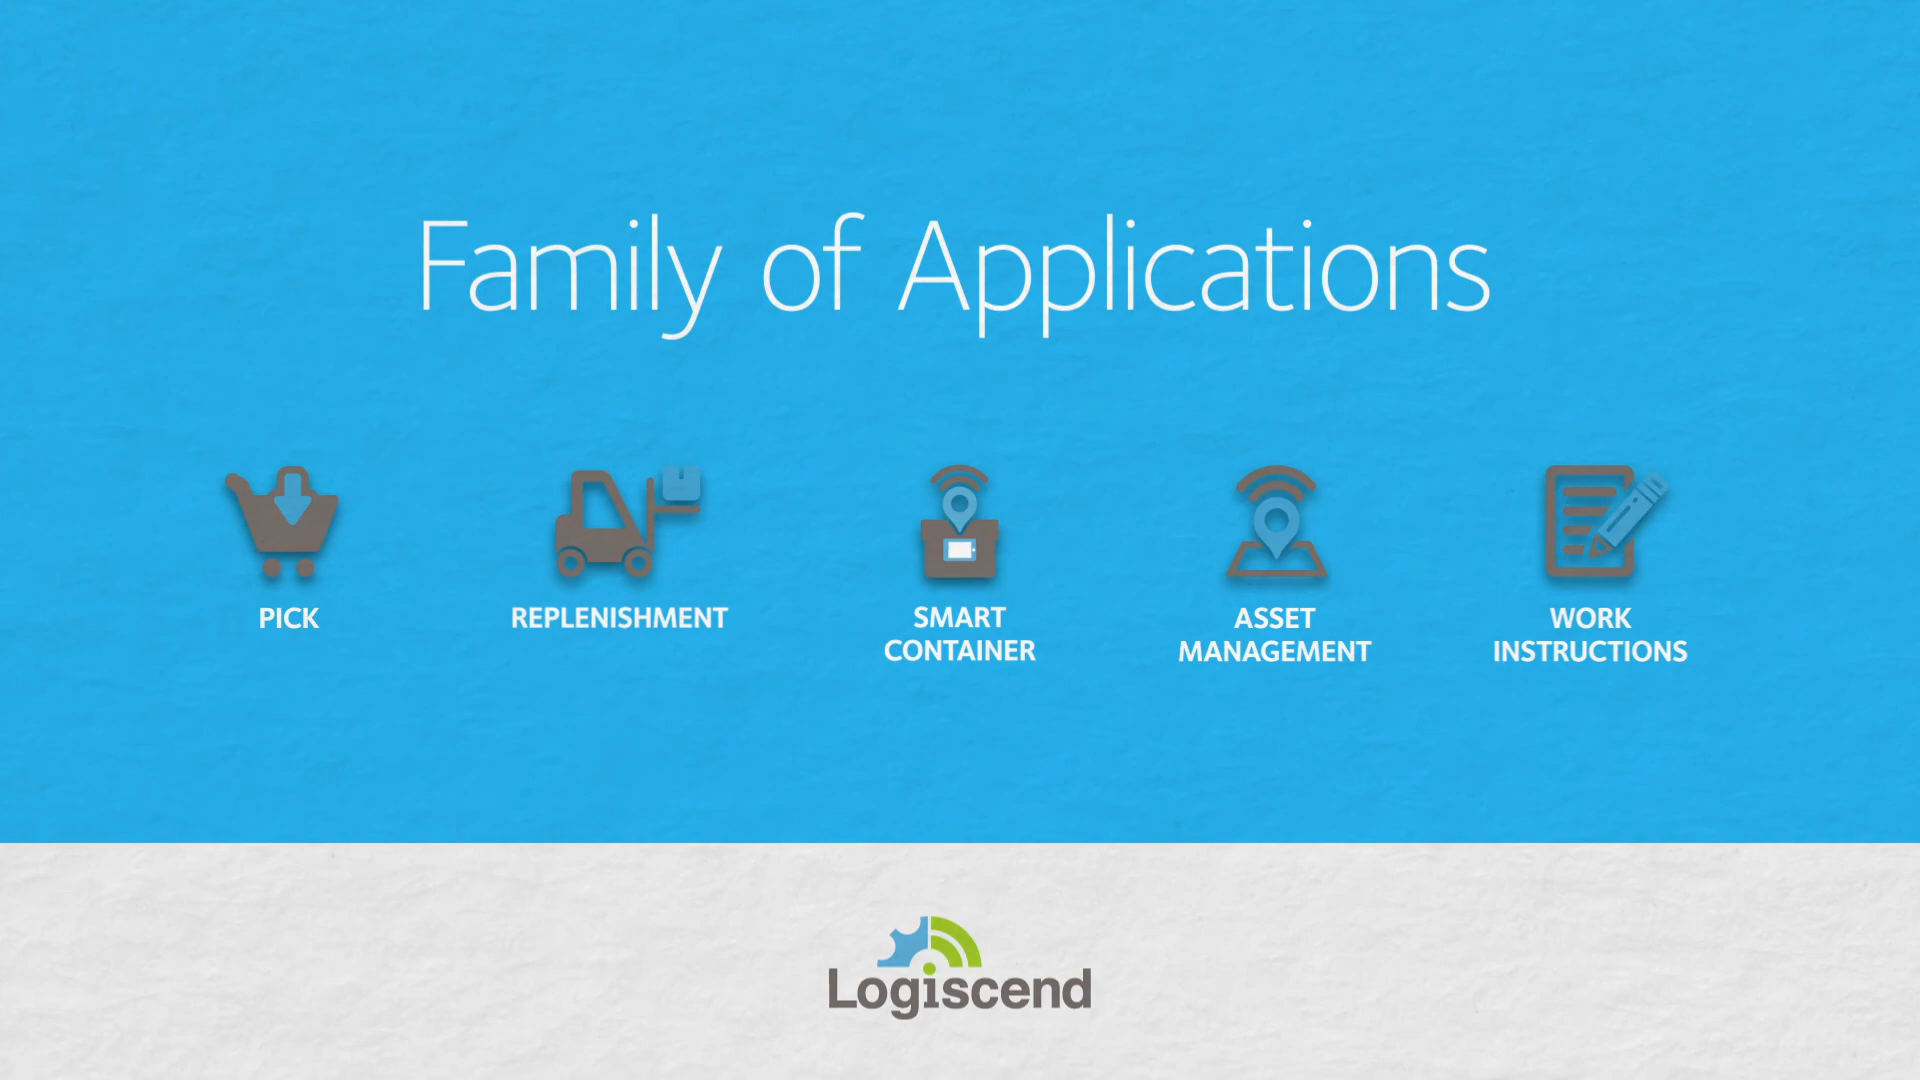 Family of Applications
PICK
REPLENISHMENT
SMART
CONTAINER
ASSET
MANAGEMENT
WORK
INSTRUCTIONS
Logiscend